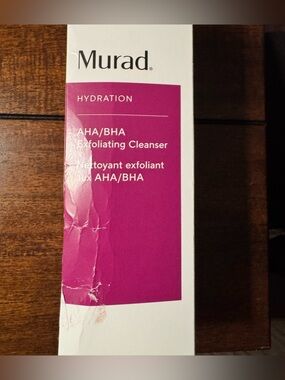 Murad.
HYDRATION
AHA/BHA
Exfoliating Cleanser
Nettoyant exfoliant
aux AHA/BHA